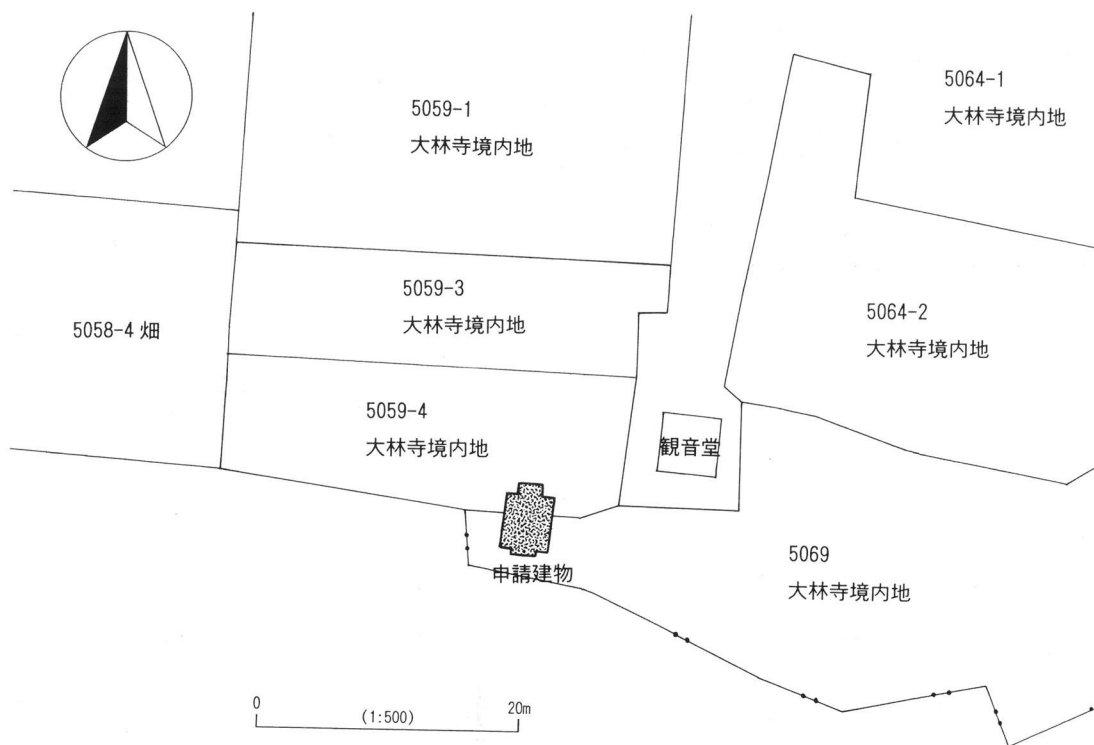 5059-1
大林寺境内地
5064-1
大林寺境内地
5059-3
大林寺境内地
5058-4 畑
5064-2
大林寺境内地
5059-4
大林寺境内地
観音堂
5069
大林寺境内地
申請建物
0
20m
(1:500)